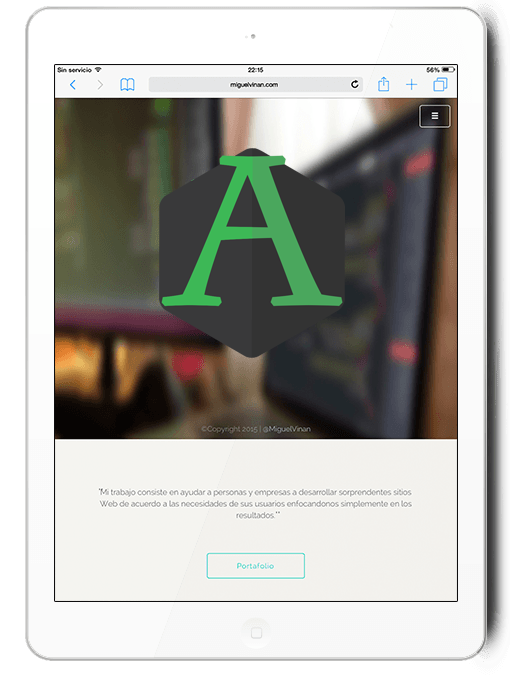 Sin servicio 22:15 56%
miguelvinan.com
A
©Copyright 2015 | @MiguelVinan
"Mi trabajo consiste en ayudar a personas y empresas a desarrollar sorprendentes sitios
Web de acuerdo a las necesidades de sus usuarios enfocandonos simplemente en los
resultados.""
Portafolio